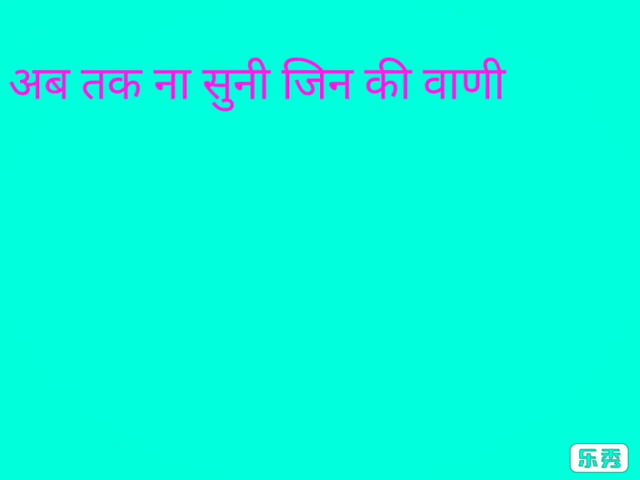 अब तक ना सुनी जिन की वाणी
乐秀